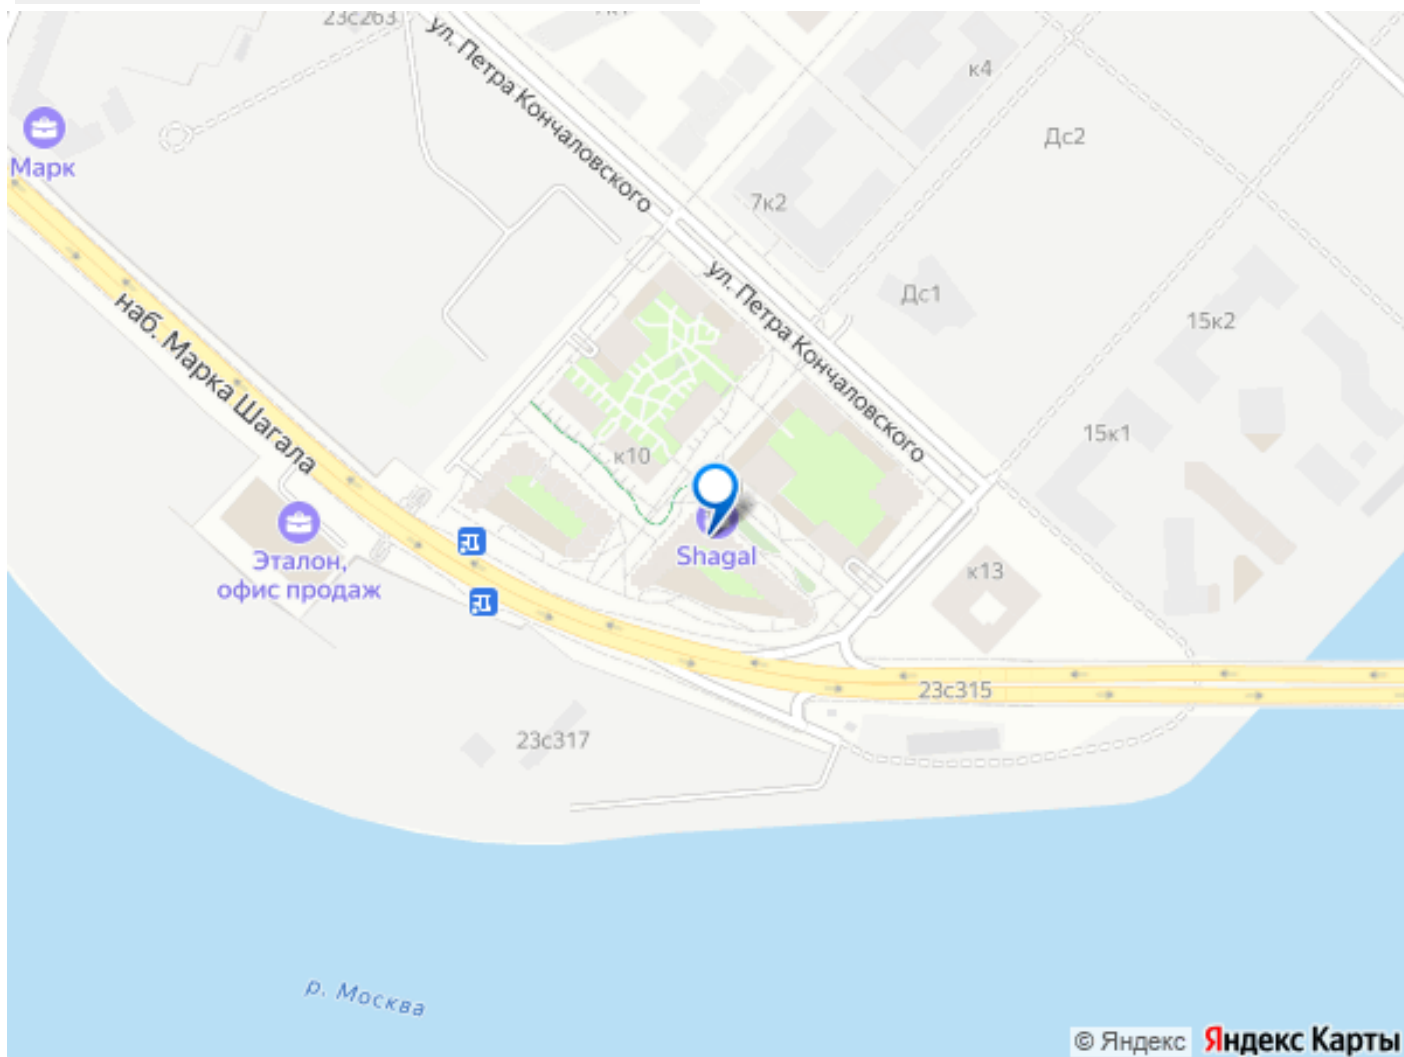 23с263
ул. Петра Кончаловского
к4
Марк
Дс2
7к2
ул. Петра Кончаловского
Дс1
наб. Марка Шагала
15к2
15к1
к10
Shagal
Эталон,
офис продаж
к13
23с315
23с317
р. Москва
© Яндекс Яндекс Карты